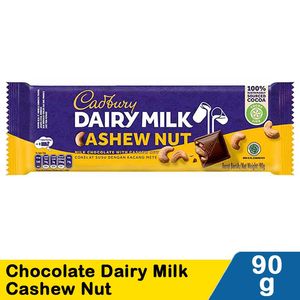 Cadbury
DAIRY MILK
CASHEW NUT
100%
SUSTAINABLY
SOURCED
COCOA
MILK CHOCOLATE WITH CASHEW NUT
COKELAT SUSU DENGAN KACANG METE
Chocolate Dairy Milk
Cashew Nut
90
g